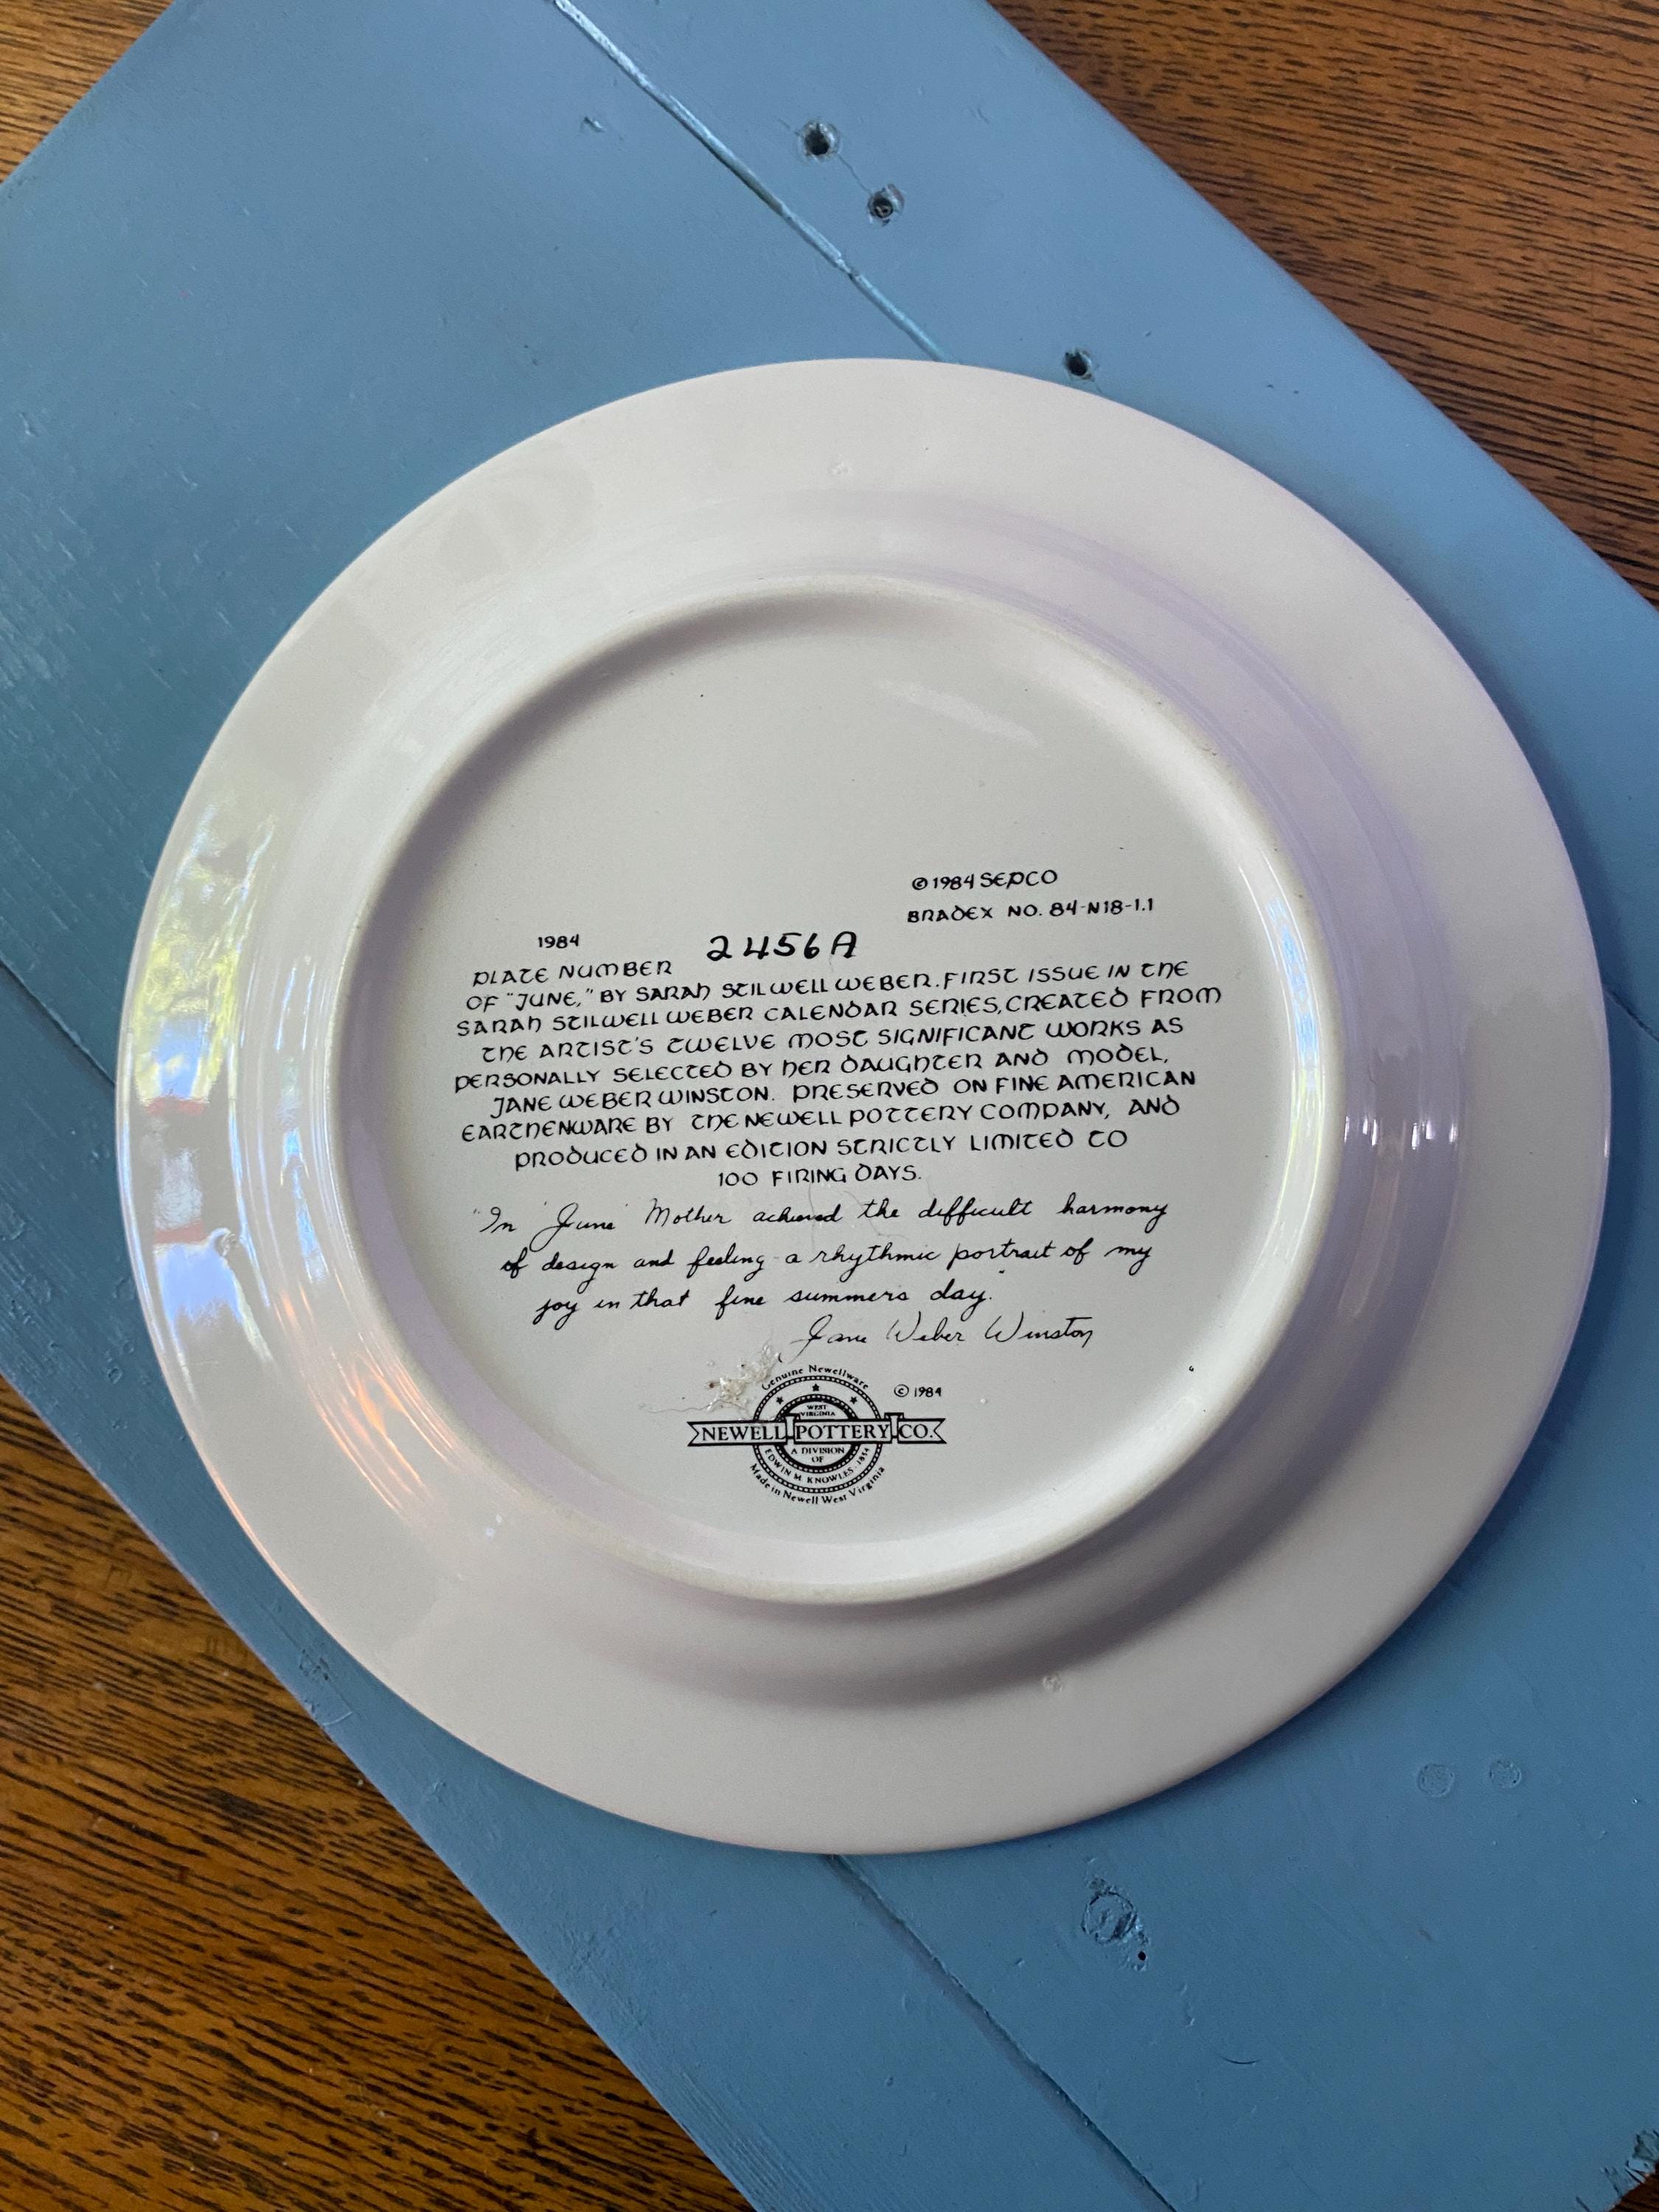 ©1984 SEPCO
BRADEX NO. 84-N18-1.1
1984
PLATE NUMBER 2456A
OF "JUNE," BY SARAH STILWELL WEBER. FIRST ISSUE IN THE
SARAH STILWELL WEBER CALENDAR SERIES, CREATED FROM
THE ARTIST'S TWELVE MOST SIGNIFICANT WORKS AS
PERSONALLY SELECTED BY HER DAUGHTER AND MODEL,
JANE WEBER WINSTON. PRESERVED ON FINE AMERICAN
EARTHENWARE BY THE NEWELL POTTERY COMPANY, AND
PRODUCED IN AN EDITION STRICTLY LIMITED TO
100 FIRING DAYS.
"In 'June' Mother achieved the difficult harmony
of design and feeling - a rhythmic portrait of my
joy in that fine summers day."
Jane Weber Winston
Genuine Newellware
© 1984
WEST
VIRGINIA
NEWELL POTTERY CO.
A DIVISION
OF
EDWIN M. KNOWLES. 1854
Made in Newell West Virginia